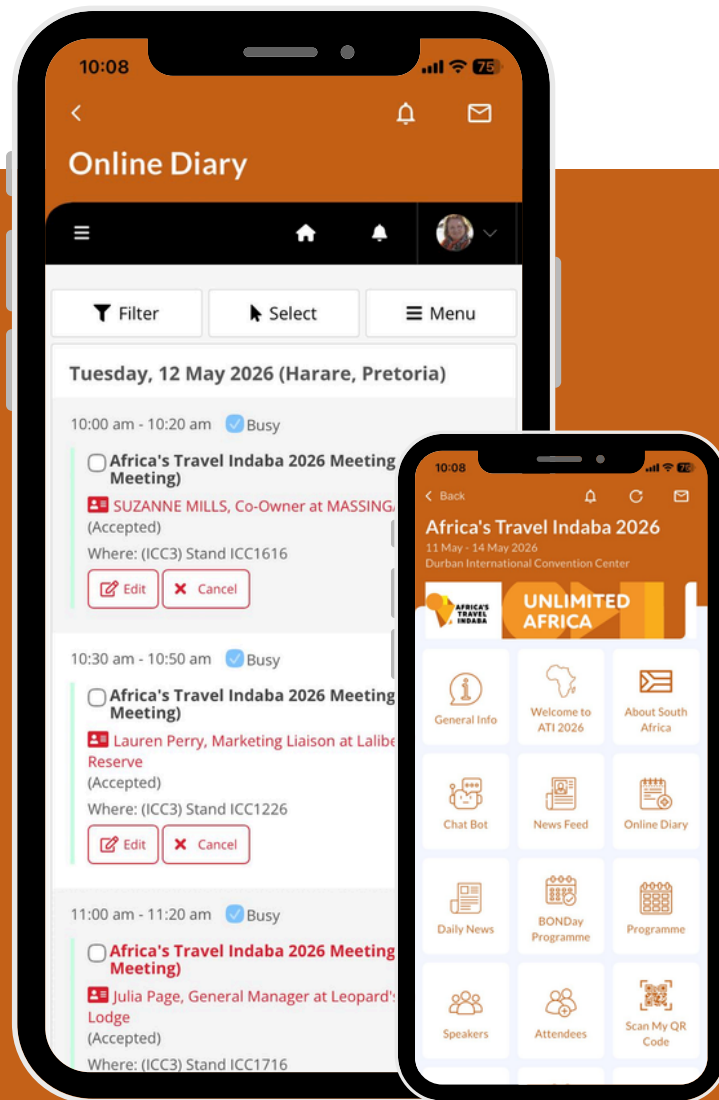 10:08
75
Online Diary
Filter
Select
Menu
Tuesday, 12 May 2026 (Harare, Pretoria)
10:00 am - 10:20 am Busy
Africa's Travel Indaba 2026 Meeting
Meeting)
SUZANNE MILLS, Co-Owner at MASSING
(Accepted)
Where: (ICC3) Stand ICC1616
Edit
Cancel
10:30 am - 10:50 am Busy
Africa's Travel Indaba 2026 Meeting
Meeting)
Lauren Perry, Marketing Liaison at Lalibe
Reserve
(Accepted)
Where: (ICC3) Stand ICC1226
Edit
Cancel
11:00 am - 11:20 am Busy
Africa's Travel Indaba 2026 Meeting
Meeting)
Julia Page, General Manager at Leopard's
Lodge
(Accepted)
Where: (ICC3) Stand ICC1716
10:08
Back
Africa's Travel Indaba 2026
11 May - 14 May 2026
Durban International Convention Center
AFRICA'S
TRAVEL
INDABA
UNLIMITED
AFRICA
General Info
Welcome to
ATI 2026
About South
Africa
Chat Bot
News Feed
Online Diary
Daily News
BONDay
Programme
Programme
Speakers
Attendees
Scan My QR
Code